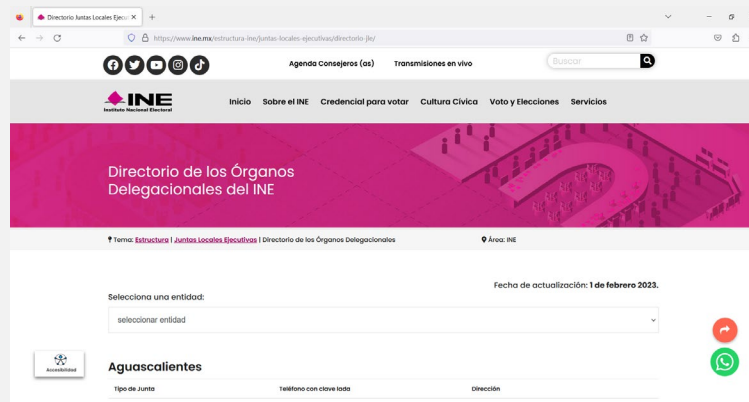 Directorio Juntas Locales Ejecut
https://www.ine.mx/estructura-ine/juntas-locales-ejecutivas/directorio-jle/
Agenda Consejeros (as) Transmisiones en vivo Buscar
INE
Instituto Nacional Electoral
Inicio Sobre el INE Credencial para votar Cultura Cívica Voto y Elecciones Servicios
Directorio de los Órganos
Delegacionales del INE
Tema: Estructura | Juntas Locales Ejecutivas | Directorio de los Órganos Delegacionales Área: INE
Fecha de actualización: 1 de febrero 2023.
Selecciona una entidad:
seleccionar entidad
Accesibilidad
Aguascalientes
Tipo de Junta Teléfono con clave lada Dirección